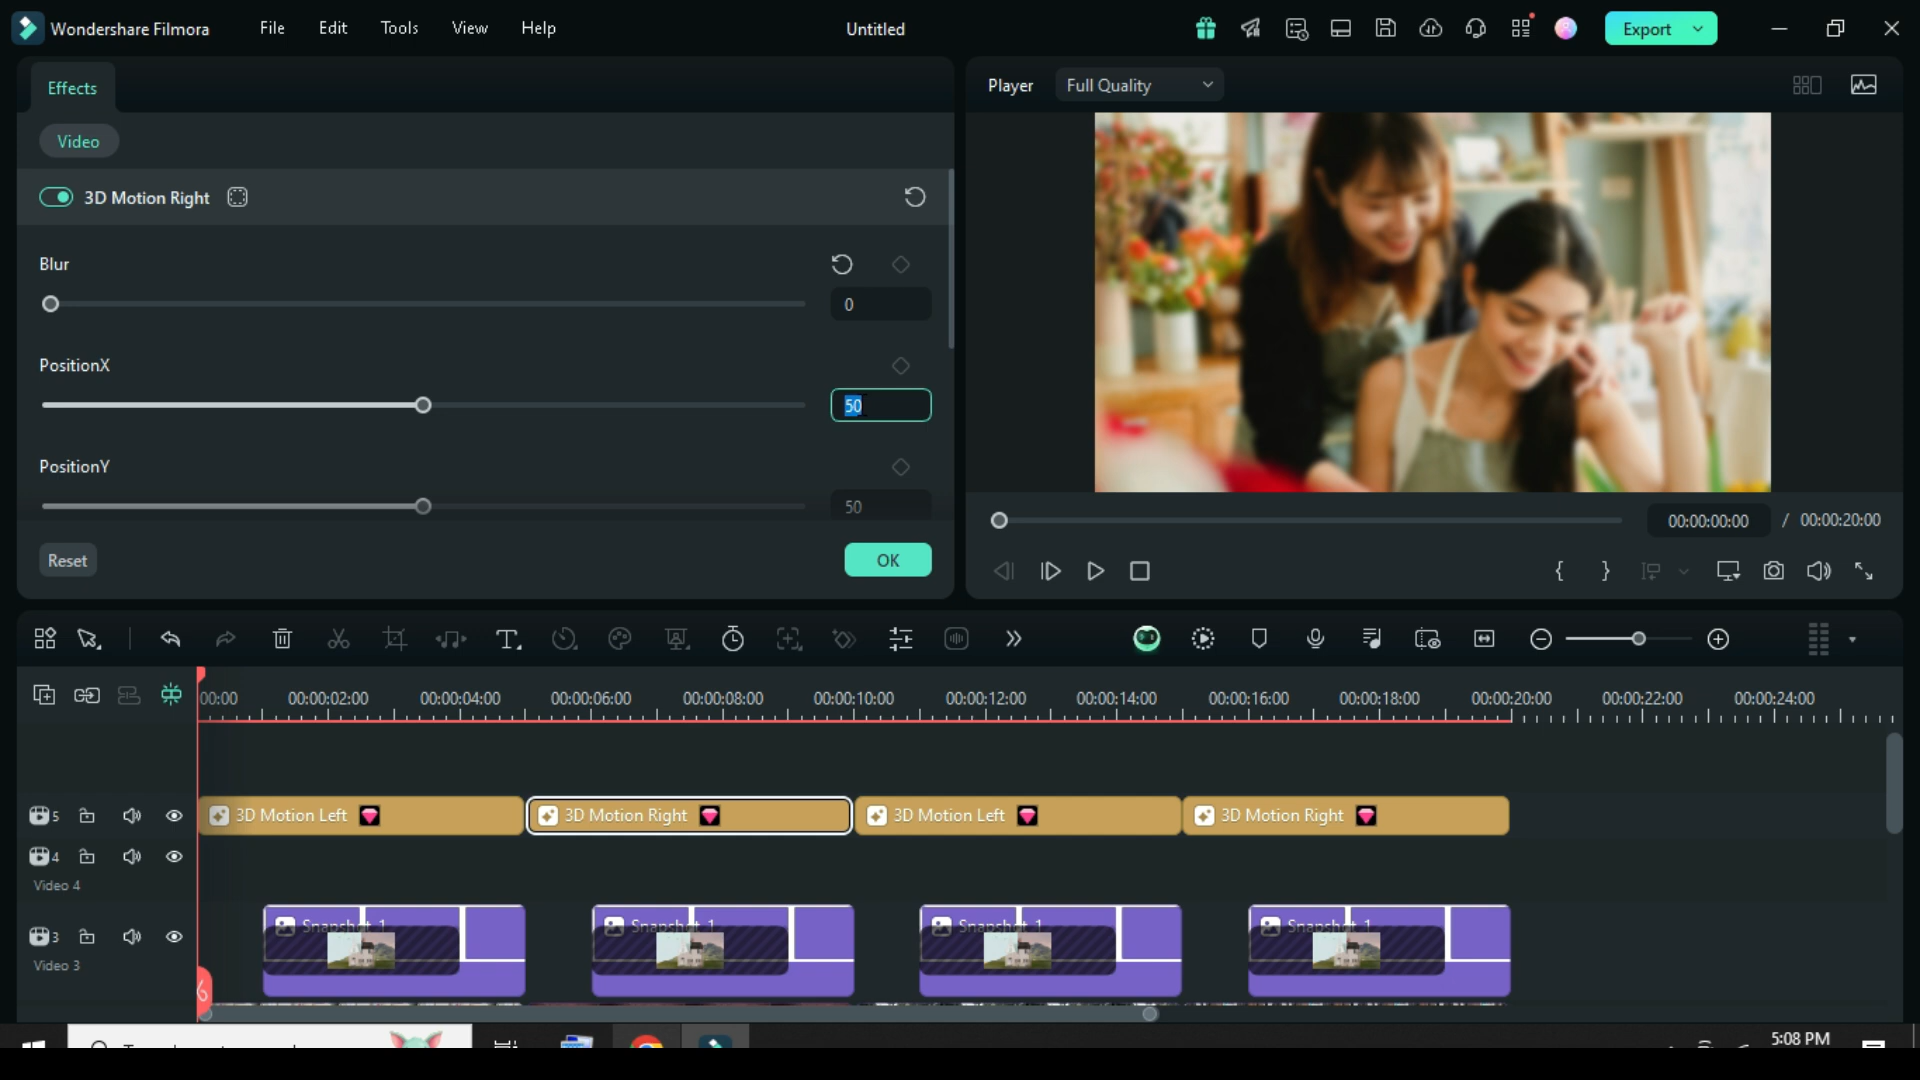 Wondershare Filmora
File
Edit
Tools
View
Help
Untitled
Export
Effects
Player
Full Quality
Video
3D Motion Right
Blur
0
PositionX
50
PositionY
50
Reset
OK
00:00:00:00 / 00:00:20:00
00:00
00:00:02:00
00:00:04:00
00:00:06:00
00:00:08:00
00:00:10:00
00:00:12:00
00:00:14:00
00:00:16:00
00:00:18:00
00:00:20:00
00:00:22:00
00:00:24:00
5
3D Motion Left
3D Motion Right
3D Motion Left
3D Motion Right
4
Video 4
Snapshot_1
Snapshot_1
Snapshot_1
Snapshot_1
3
Video 3
5:08 PM